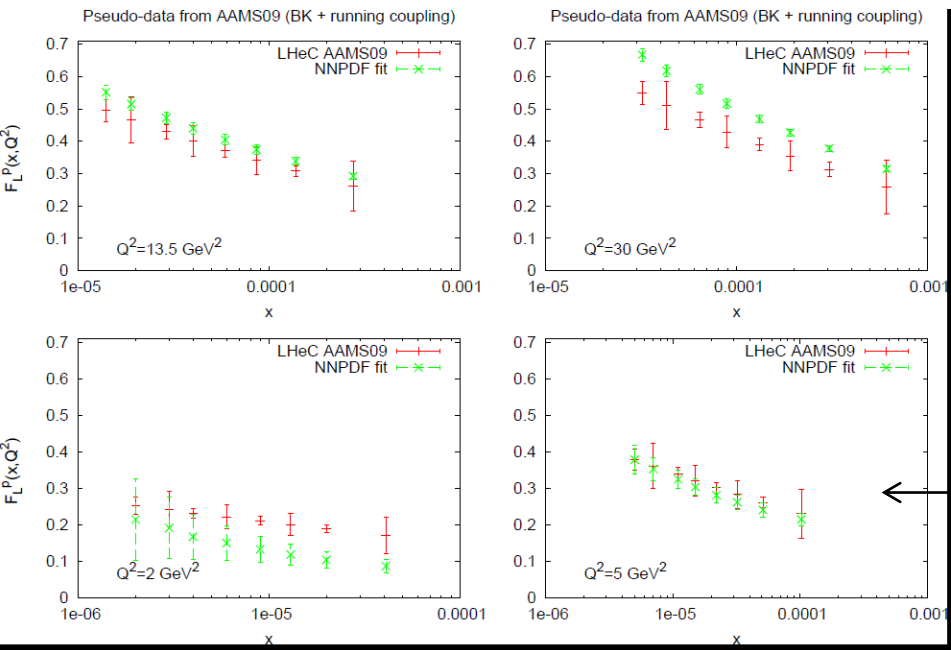 Pseudo-data from AAMS09 (BK + running coupling)
0.7
0.6
0.5
0.4
0.3
0.2
0.1
0
F_L^p(x,Q^2)
LHeC AAMS09
NNPDF fit
Q^2=13.5 GeV^2
1e-05
0.0001
0.001
x
Pseudo-data from AAMS09 (BK + running coupling)
0.7
0.6
0.5
0.4
0.3
0.2
0.1
0
LHeC AAMS09
NNPDF fit
Q^2=30 GeV^2
1e-05
0.0001
0.001
x
0.7
0.6
0.5
0.4
0.3
0.2
0.1
0
F_L^p(x,Q^2)
LHeC AAMS09
NNPDF fit
Q^2=2 GeV^2
1e-06
1e-05
0.0001
x
0.7
0.6
0.5
0.4
0.3
0.2
0.1
0
LHeC AAMS09
NNPDF fit
Q^2=5 GeV^2
1e-06
1e-05
0.0001
0.001
x